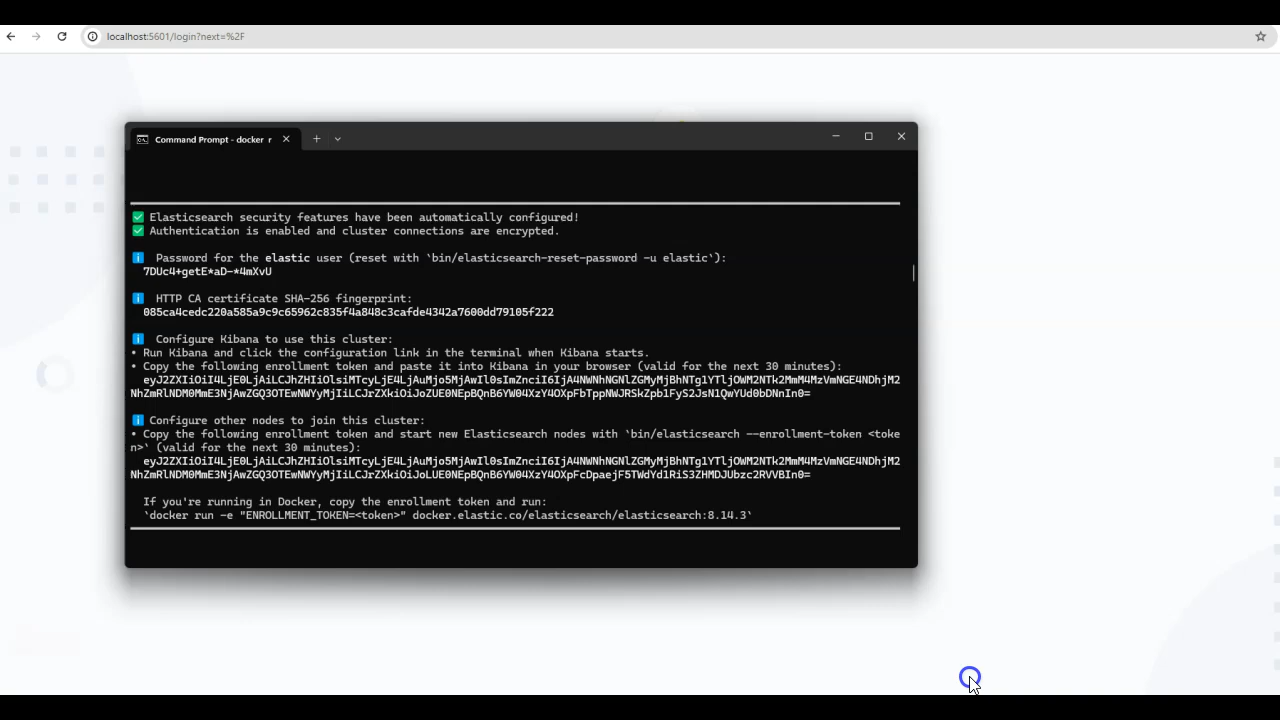 localhost:5601/login?next=%2F
Command Prompt - docker r
Elasticsearch security features have been automatically configured!
Authentication is enabled and cluster connections are encrypted.
Password for the elastic user (reset with `bin/elasticsearch-reset-password -u elastic`):
7DUc4+getE*aD-*4mXvU
HTTP CA certificate SHA-256 fingerprint:
085ca4cedc220a585a9c9c65962c835f4a848c3cafde4342a7600dd79105f222
Configure Kibana to use this cluster:
• Run Kibana and click the configuration link in the terminal when Kibana starts.
• Copy the following enrollment token and paste it into Kibana in your browser (valid for the next 30 minutes):
Configure other nodes to join this cluster:
• Copy the following enrollment token and start new Elasticsearch nodes with `bin/elasticsearch --enrollment-token <toke
n>` (valid for the next 30 minutes):
If you're running in Docker, copy the enrollment token and run:
`docker run -e "ENROLLMENT_TOKEN=<token>" docker.elastic.co/elasticsearch/elasticsearch:8.14.3`